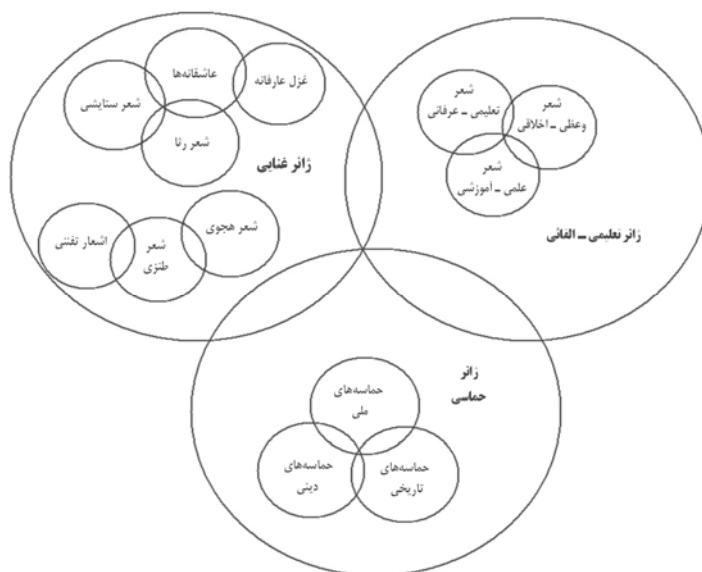 عاشقانه‌ها
غزل عارفانه
شعر ستایشی
شعر رثا
ژانر غنایی
شعر هجوی
شعر
طنزی
اشعار تفننی
شعر
تعلیمی ـ عرفانی
شعر
وعظی ـ اخلاقی
شعر
علمی ـ آموزشی
ژانر تعلیمی ـ القائی
ژانر
حماسی
حماسه‌های
ملی
حماسه‌های
دینی
حماسه‌های
تاریخی